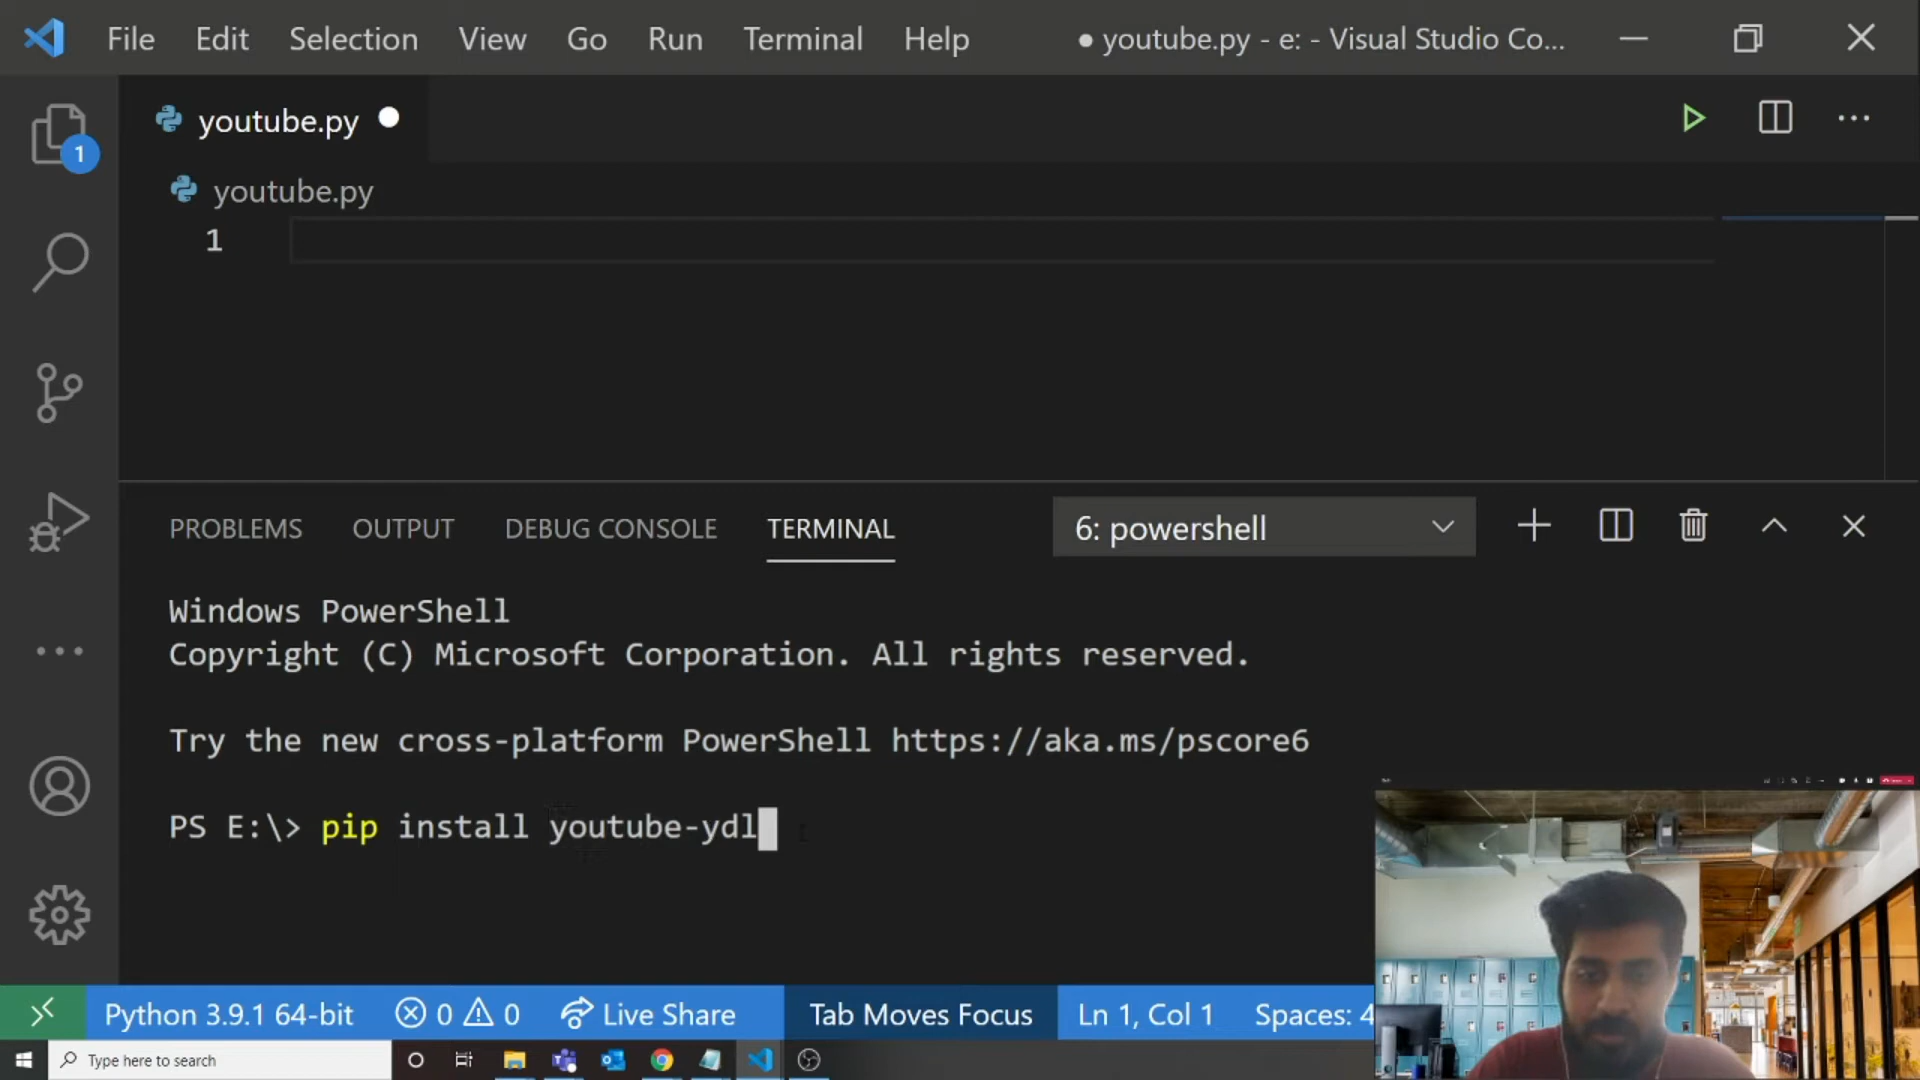 File Edit Selection View Go Run Terminal Help ● youtube.py - e: - Visual Studio Co...
youtube.py
1
youtube.py
1
PROBLEMS OUTPUT DEBUG CONSOLE TERMINAL 6: powershell
Windows PowerShell
Copyright (C) Microsoft Corporation. All rights reserved.
Try the new cross-platform PowerShell https://aka.ms/pscore6
PS E:\> pip install youtube-ydl
Python 3.9.1 64-bit 0 0 Live Share Tab Moves Focus Ln 1, Col 1 Spaces: 4
Type here to search